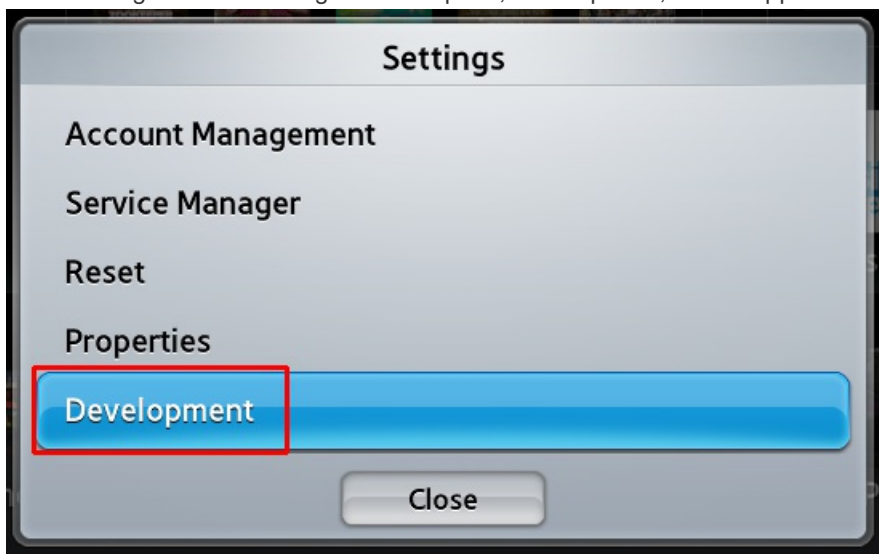 Settings
Account Management
Service Manager
Reset
Properties
Development
Close